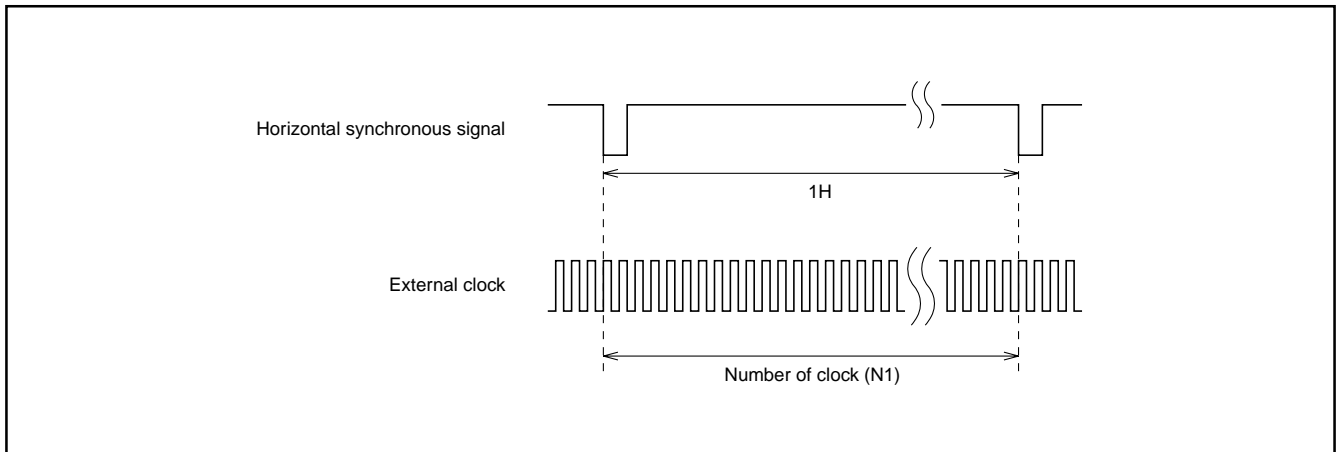 Horizontal synchronous signal
1H
External clock
Number of clock (N1)